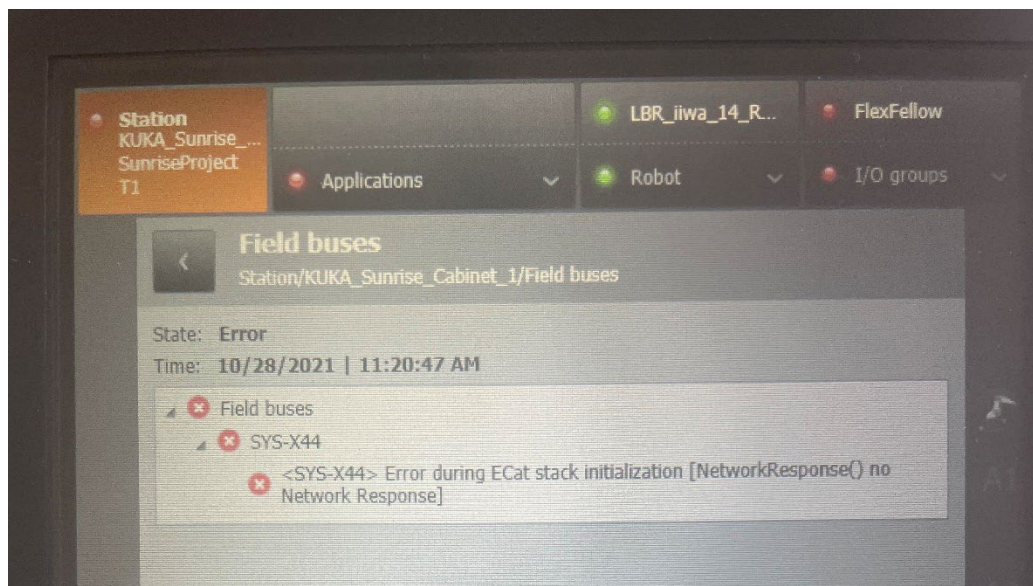 Station
KUKA_Sunrise_...
SunriseProject
T1
Applications
LBR_iiwa_14_R...
Robot
FlexFellow
I/O groups
Field buses
Station/KUKA_Sunrise_Cabinet_1/Field buses
State: Error
Time: 10/28/2021 | 11:20:47 AM
Field buses
SYS-X44
<SYS-X44> Error during ECat stack initialization [NetworkResponse() no
Network Response]
A1